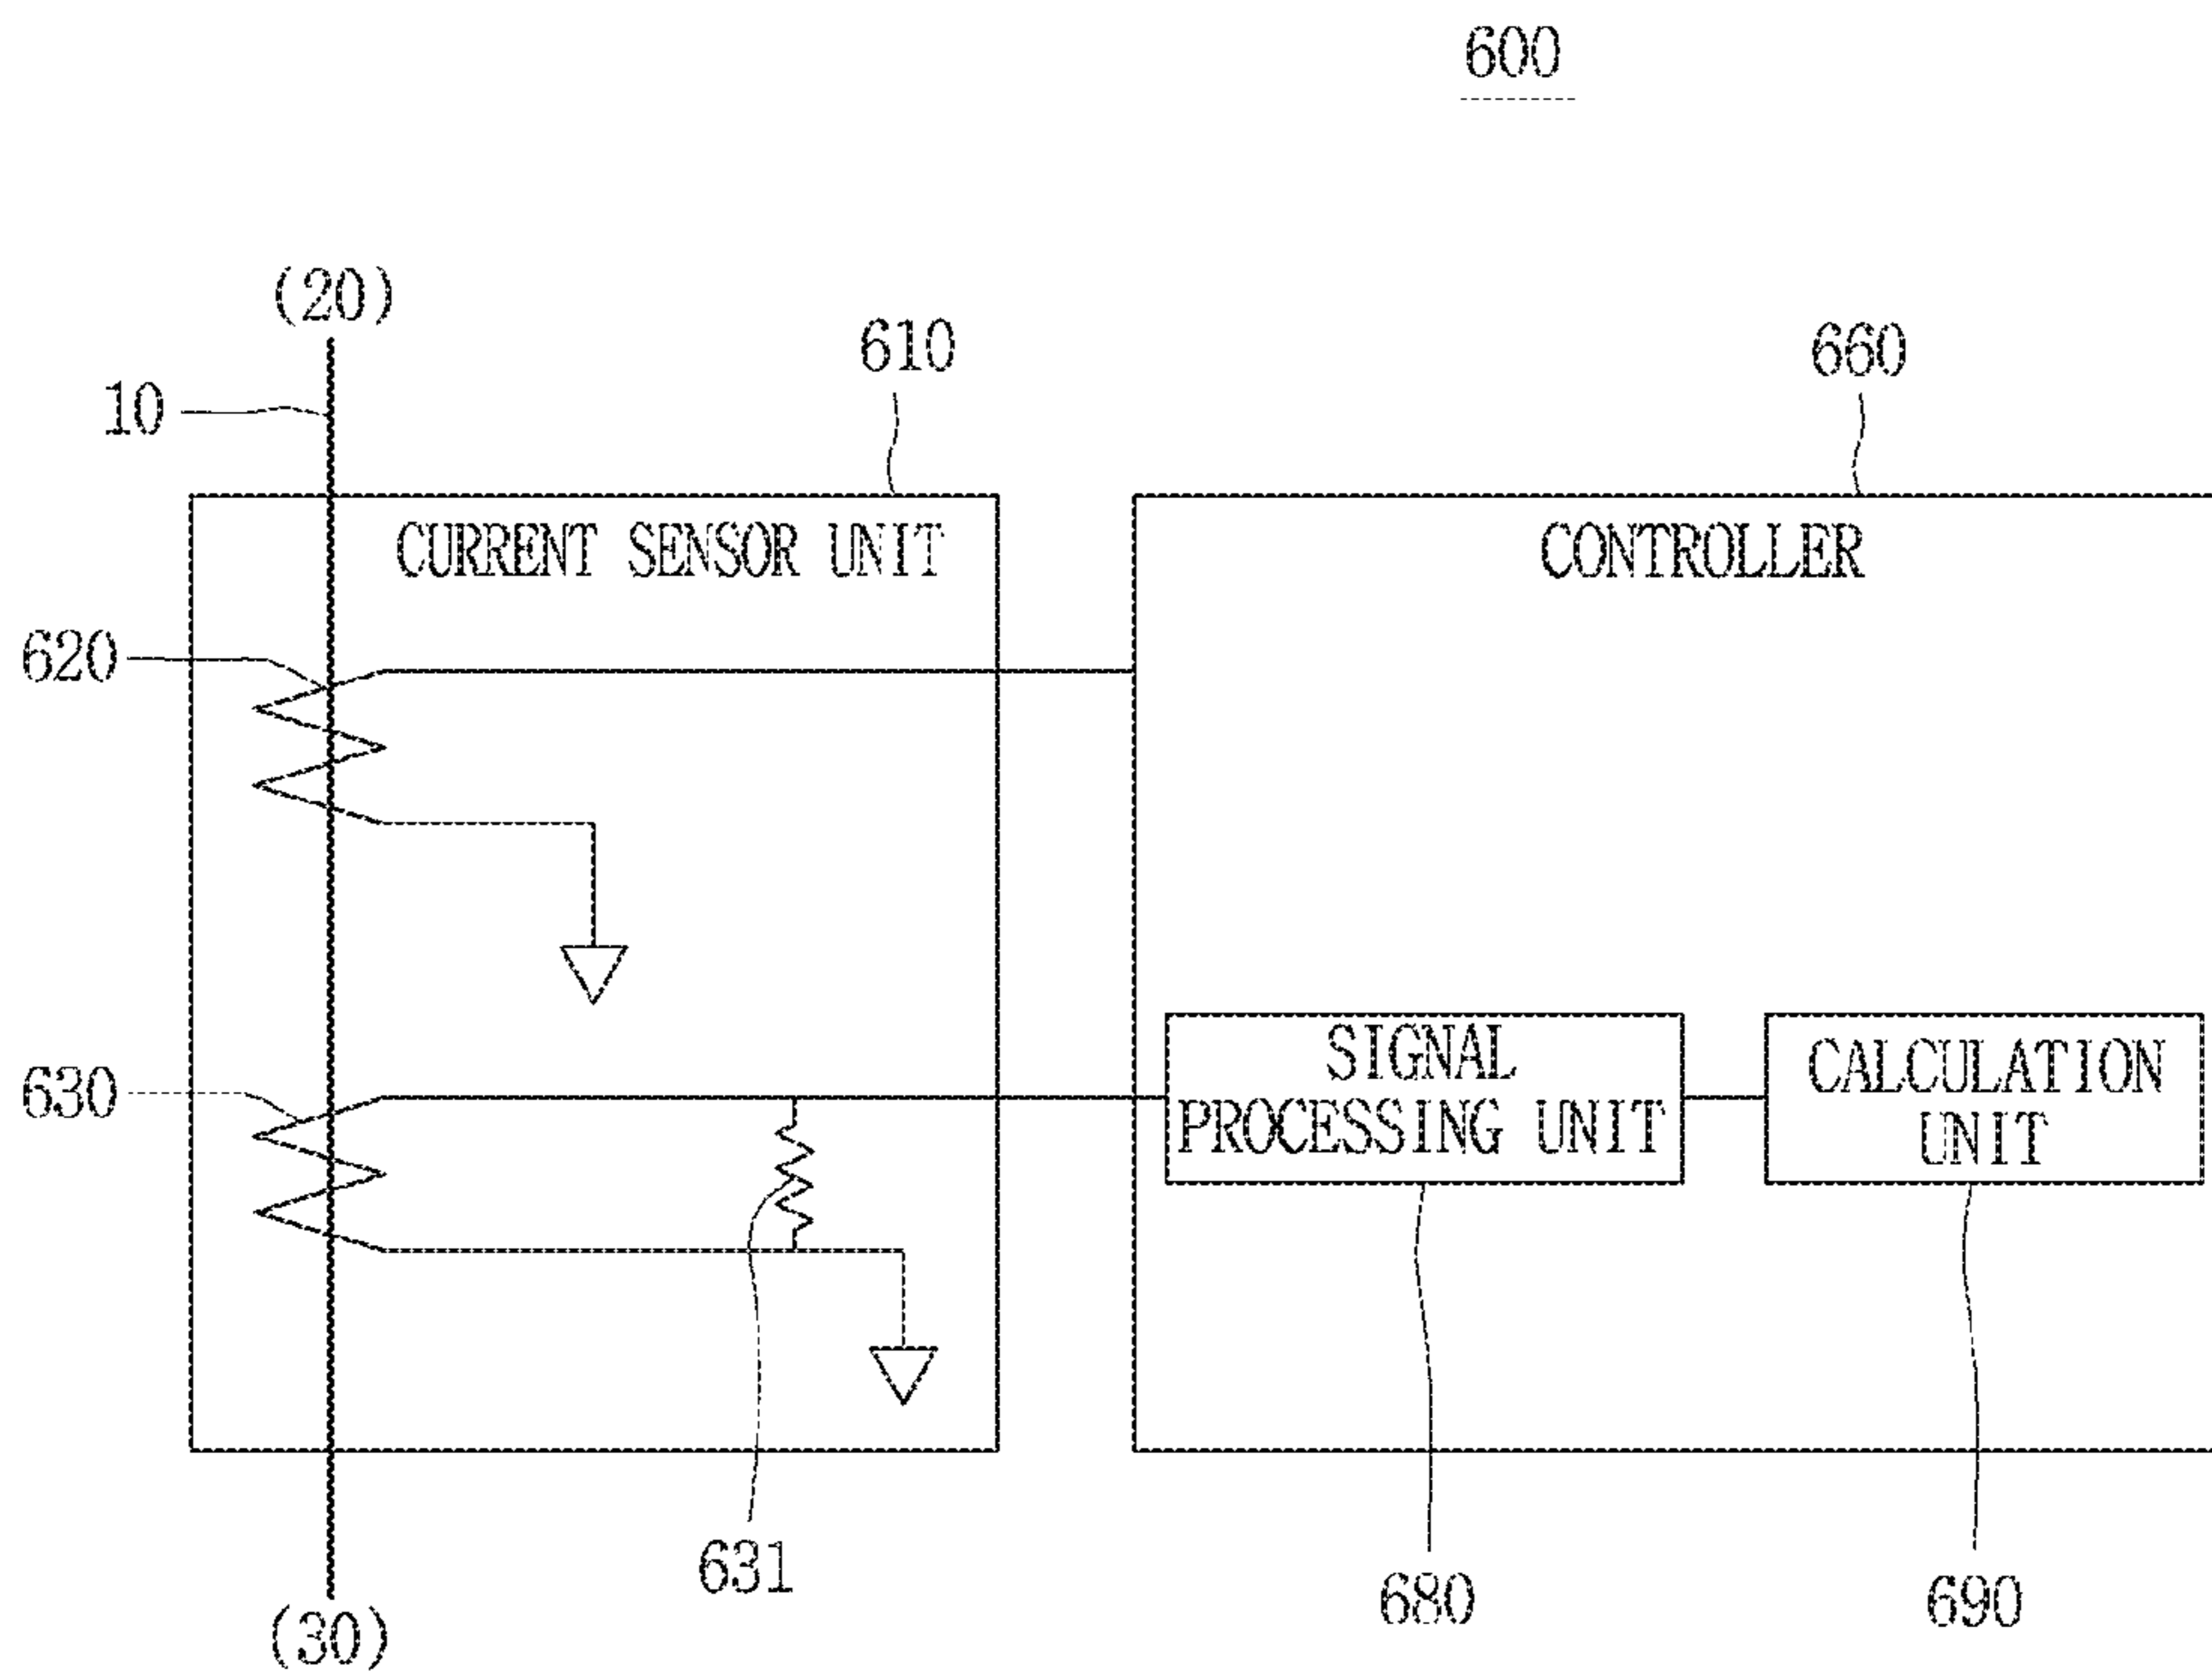 600
(20)
10
610
660
CURRENT SENSOR UNIT
CONTROLLER
620
630
SIGNAL
PROCESSING UNIT
CALCULATION
UNIT
631
680
690
(30)